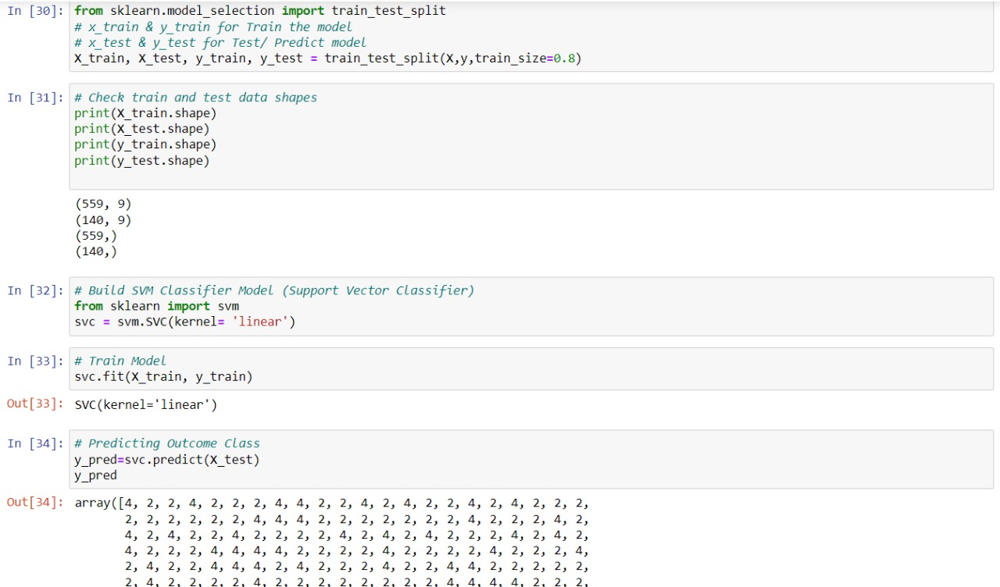 In [30]: from sklearn.model_selection import train_test_split
# x_train & y_train for Train the model
# x_test & y_test for Test/ Predict model
X_train, X_test, y_train, y_test = train_test_split(X,y,train_size=0.8)
In [31]: # Check train and test data shapes
print(X_train.shape)
print(X_test.shape)
print(y_train.shape)
print(y_test.shape)
(559, 9)
(140, 9)
(559,)
(140,)
In [32]: # Build SVM Classifier Model (Support Vector Classifier)
from sklearn import svm
svc = svm.SVC(kernel= 'linear')
In [33]: # Train Model
svc.fit(X_train, y_train)
Out[33]: SVC(kernel='linear')
In [34]: # Predicting Outcome Class
y_pred=svc.predict(X_test)
y_pred
Out[34]: array([4, 2, 2, 4, 2, 2, 2, 4, 4, 2, 2, 4, 2, 4, 2, 2, 4, 2, 4, 2, 2, 2,
2, 2, 2, 2, 2, 2, 4, 4, 4, 2, 2, 2, 2, 2, 2, 2, 4, 2, 2, 2, 4, 2,
4, 2, 4, 2, 2, 4, 2, 2, 2, 2, 4, 2, 4, 2, 4, 2, 2, 2, 4, 2, 4, 2,
4, 2, 2, 2, 4, 4, 4, 4, 2, 2, 2, 2, 4, 2, 2, 2, 2, 4, 2, 2, 2, 4,
2, 4, 2, 2, 4, 4, 4, 2, 4, 2, 2, 2, 4, 2, 2, 4, 4, 2, 2, 2, 2, 2,
2, 4, 2, 2, 2, 2, 4, 2, 2, 2, 2, 2, 2, 2, 2, 4, 4, 4, 4, 2, 2, 2,